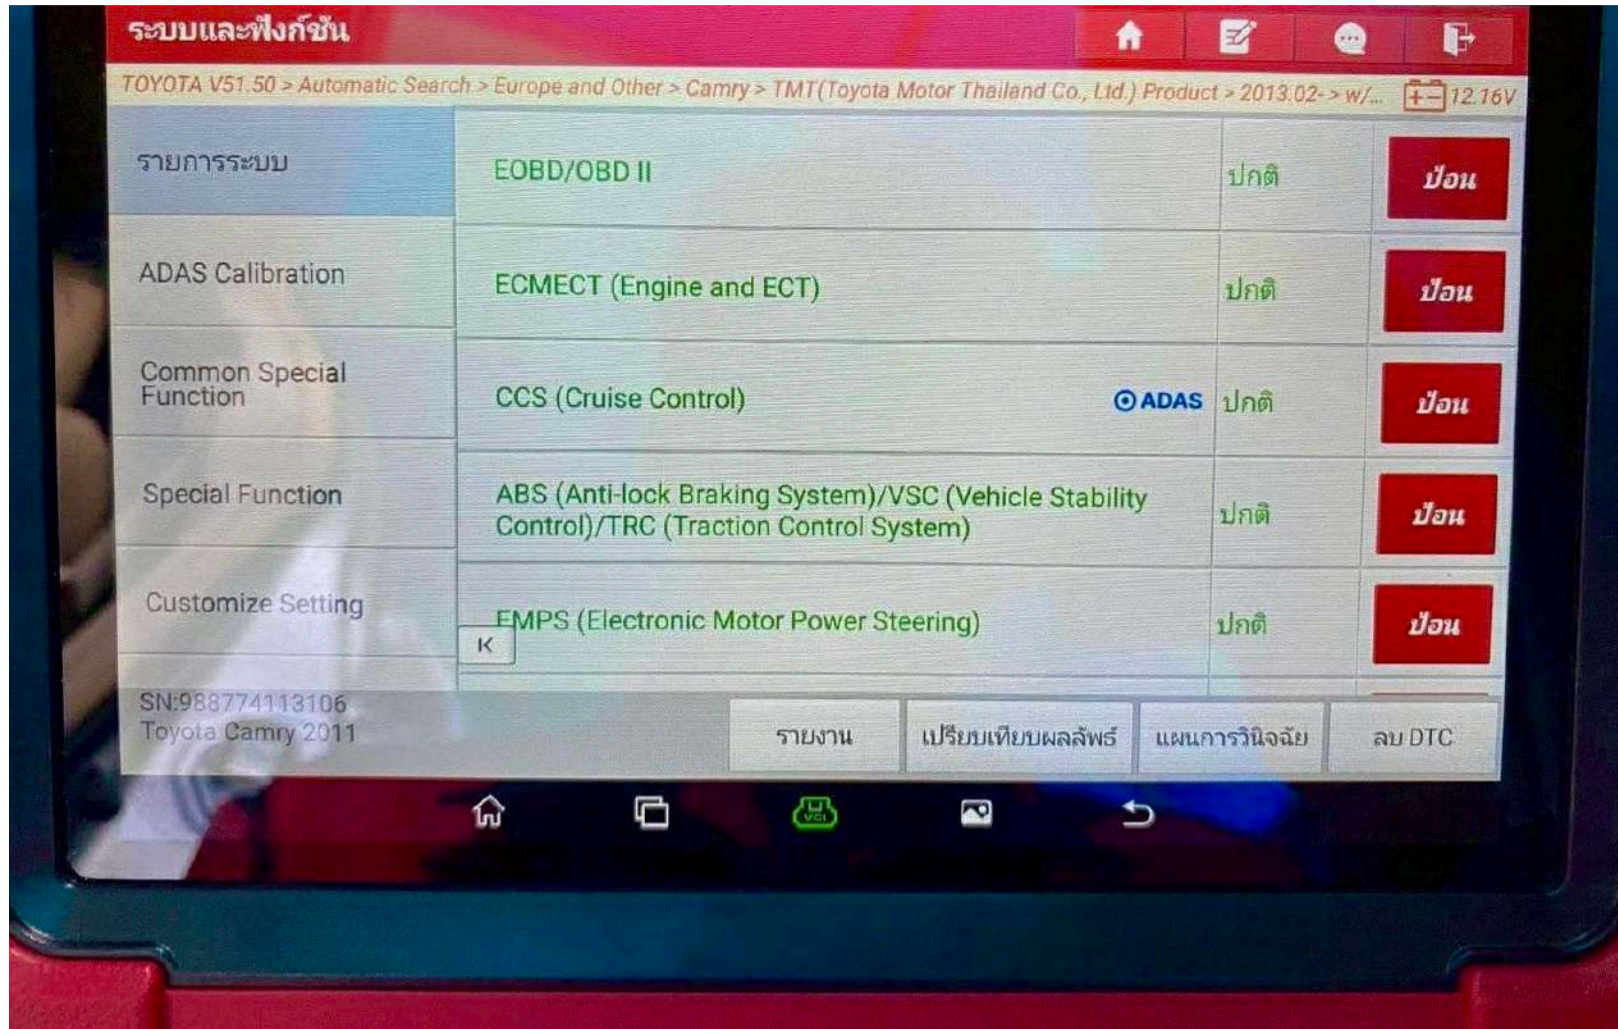 ระบบและฟังก์ชัน
TOYOTA V51.50 > Automatic Search > Europe and Other > Camry > TMT(Toyota Motor Thailand Co., Ltd.) Product > 2013.02- > w/... 12.16V
รายการระบบ
EOBD/OBD II ปกติ ป้อน
ADAS Calibration
ECMECT (Engine and ECT) ปกติ ป้อน
Common Special
Function
CCS (Cruise Control) ADAS ปกติ ป้อน
Special Function
ABS (Anti-lock Braking System)/VSC (Vehicle Stability
Control)/TRC (Traction Control System) ปกติ ป้อน
Customize Setting
EMPS (Electronic Motor Power Steering) ปกติ ป้อน
SN:988774113106
Toyota Camry 2011
รายงาน
เปรียบเทียบผลลัพธ์
แผนการวินิจฉัย
ลบ DTC
VCI